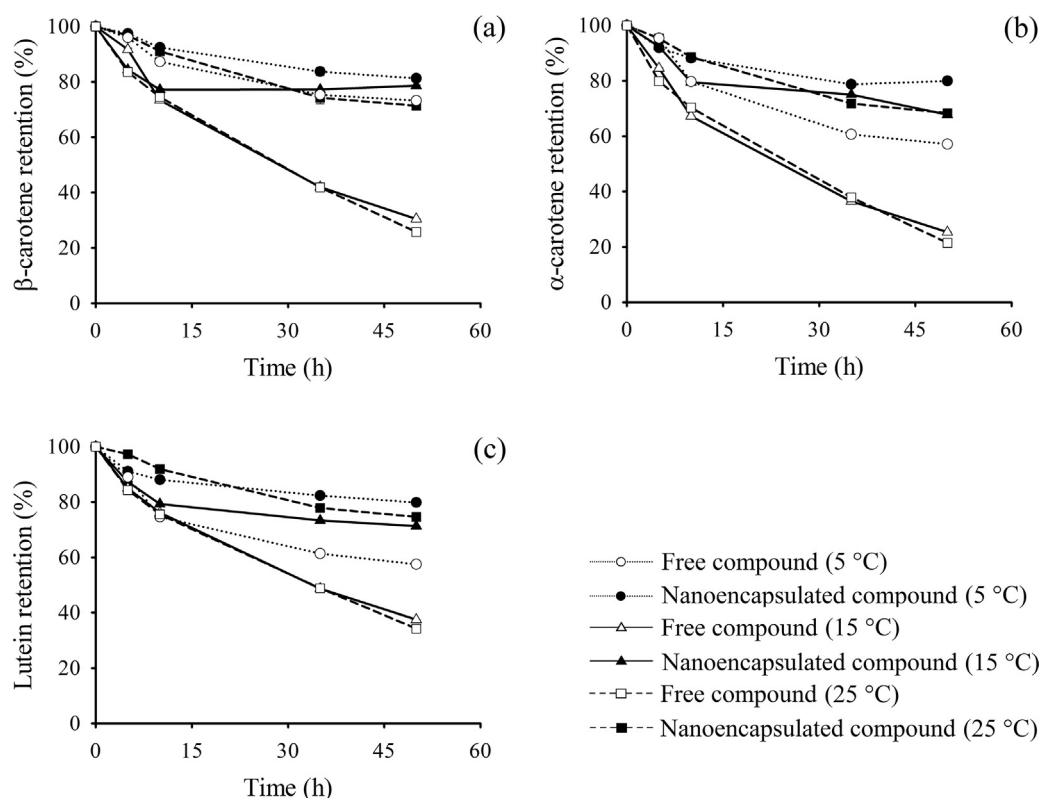 (a)
β-carotene retention (%)
100
80
60
40
20
0
0
15
30
45
60
Time (h)
(b)
α-carotene retention (%)
100
80
60
40
20
0
0
15
30
45
60
Time (h)
(c)
Lutein retention (%)
100
80
60
40
20
0
0
15
30
45
60
Time (h)
Free compound (5 °C)
Nanoencapsulated compound (5 °C)
Free compound (15 °C)
Nanoencapsulated compound (15 °C)
Free compound (25 °C)
Nanoencapsulated compound (25 °C)